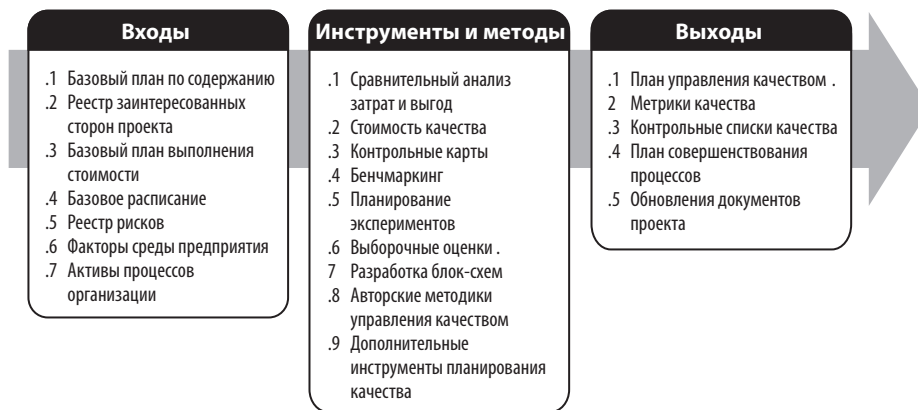 Входы
.1 Базовый план по содержанию
.2 Реестр заинтересованных
сторон проекта
.3 Базовый план выполнения
стоимости
.4 Базовое расписание
.5 Реестр рисков
.6 Факторы среды предприятия
.7 Активы процессов
организации
Инструменты и методы
.1 Сравнительный анализ
затрат и выгод
.2 Стоимость качества
.3 Контрольные карты
.4 Бенчмаркинг
.5 Планирование
экспериментов
.6 Выборочные оценки .
7 Разработка блок-схем
.8 Авторские методики
управления качеством
.9 Дополнительные
инструменты планирования
качества
Выходы
.1 План управления качеством .
2 Метрики качества
.3 Контрольные списки качества
.4 План совершенствования
процессов
.5 Обновления документов
проекта